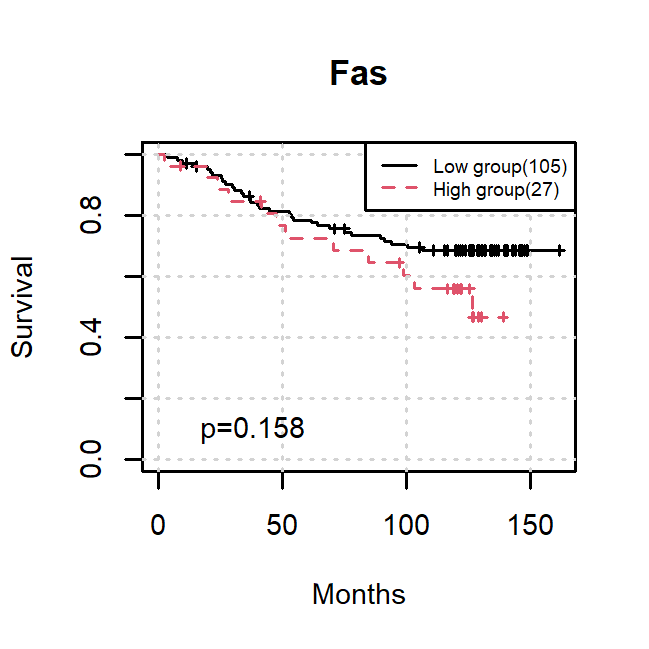 Fas
Low group(105)
High group(27)
Survival
0.8
0.4
0.0
p=0.158
0 50 100 150
Months